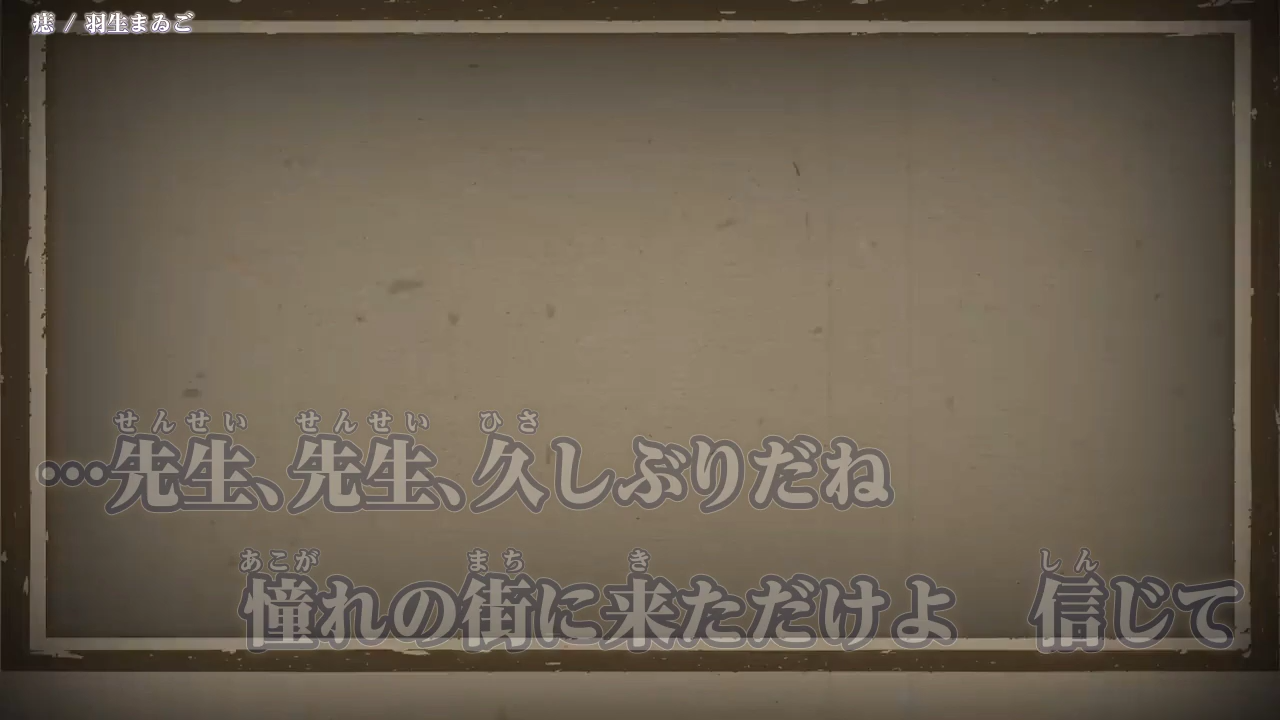 痣 / 羽生まゐご
せんせい せんせい ひさ
…先生、先生、久しぶりだね
あこが まち き しん
憧れの街に来ただけよ 信じて